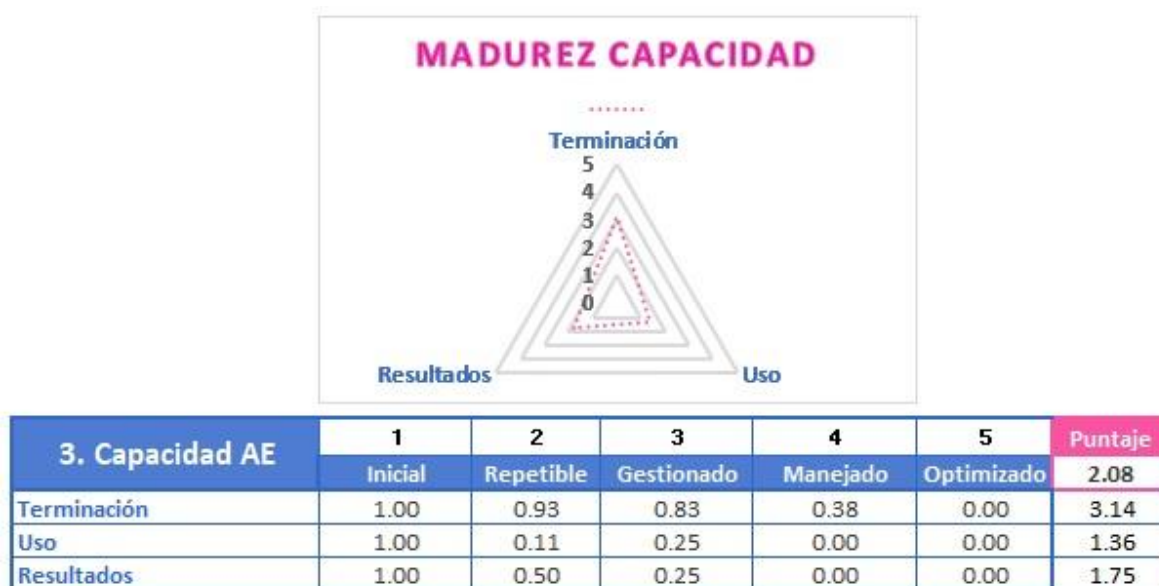 MADUREZ CAPACIDAD
Terminación
5
4
3
2
1
0
Resultados
Uso
3. Capacidad AE
1 2 3 4 5 Puntaje
Inicial Repetible Gestionado Manejado Optimizado 2.08
Terminación 1.00 0.93 0.83 0.38 0.00 3.14
Uso 1.00 0.11 0.25 0.00 0.00 1.36
Resultados 1.00 0.50 0.25 0.00 0.00 1.75